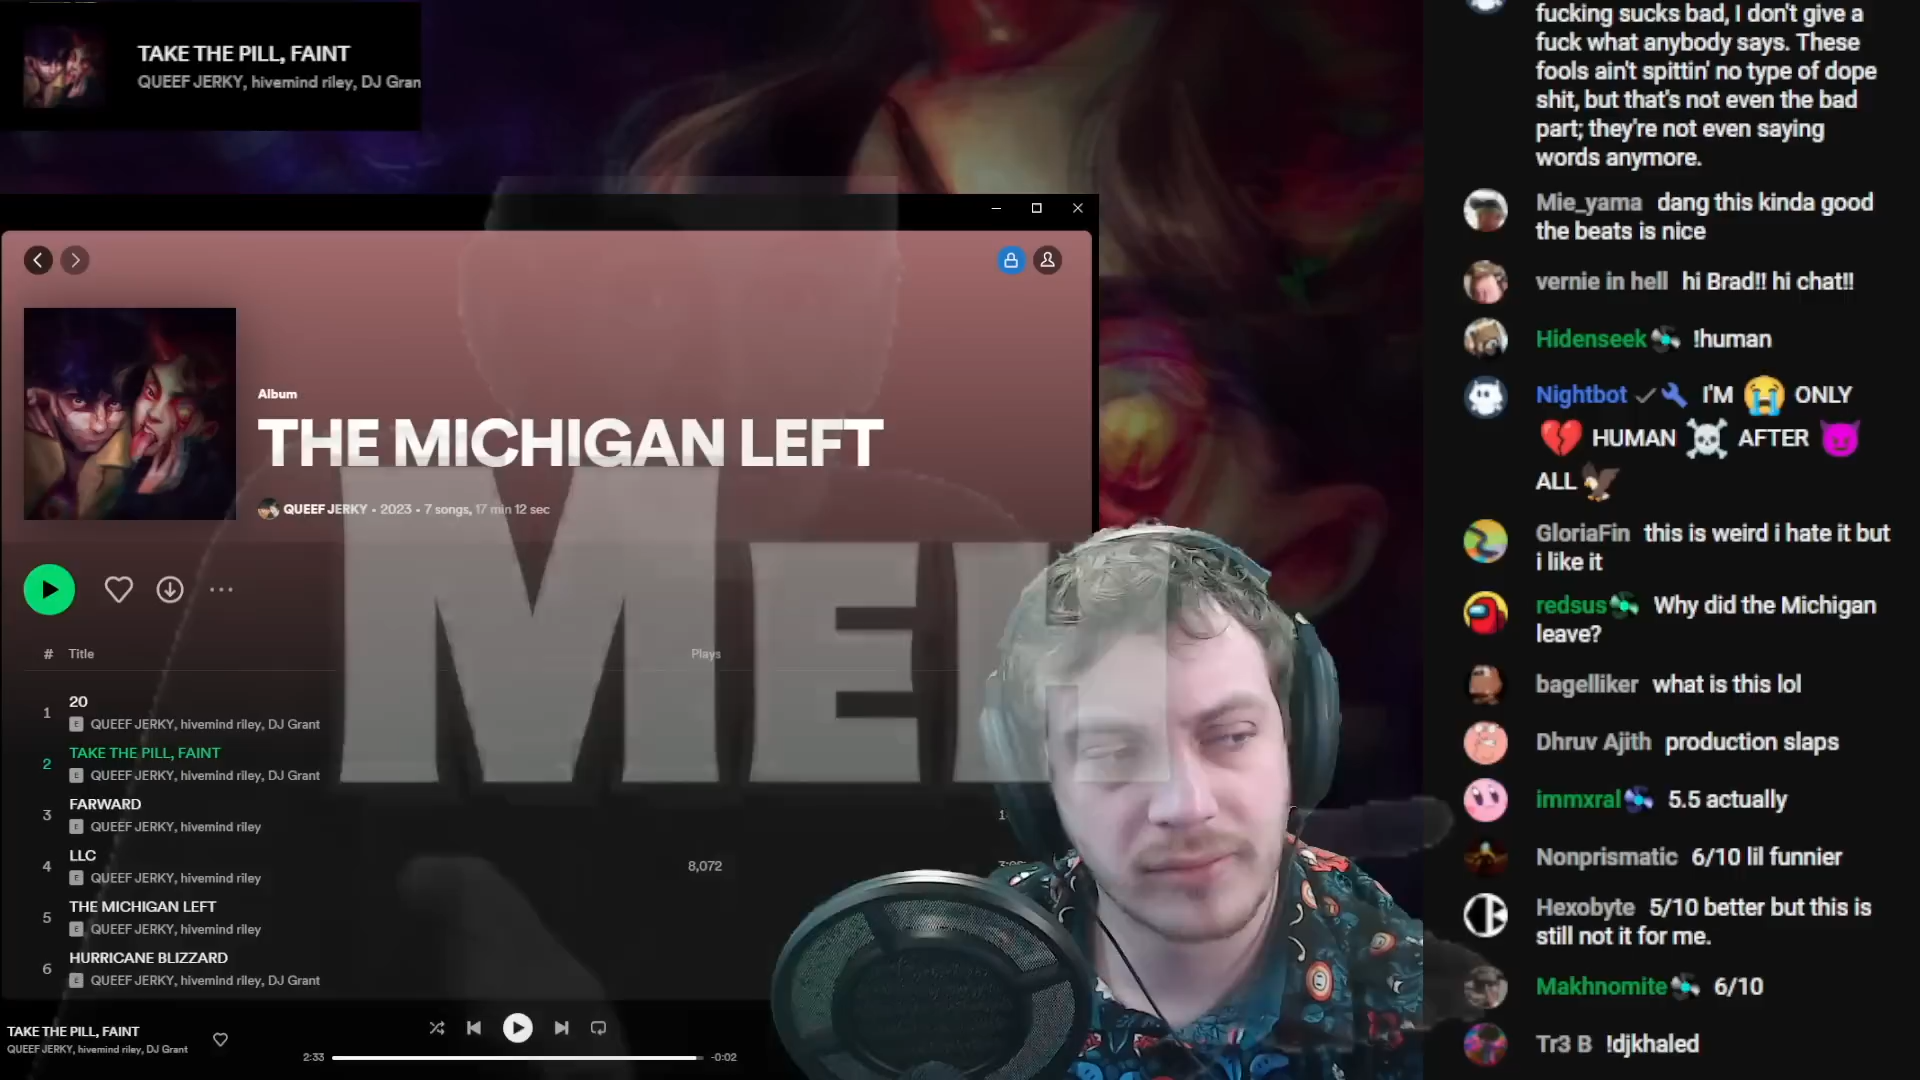 TAKE THE PILL, FAINT
QUEEF JERKY, hivemind riley, DJ Gran
Album
THE MICHIGAN LEFT
QUEEF JERKY • 2023 • 7 songs, 17 min 12 sec
# Title Plays
1 20
E QUEEF JERKY, hivemind riley, DJ Grant
2 TAKE THE PILL, FAINT
E QUEEF JERKY, hivemind riley, DJ Grant
3 FARWARD
E QUEEF JERKY, hivemind riley
4 LLC 8,072
E QUEEF JERKY, hivemind riley
5 THE MICHIGAN LEFT
E QUEEF JERKY, hivemind riley
6 HURRICANE BLIZZARD
E QUEEF JERKY, hivemind riley, DJ Grant
TAKE THE PILL, FAINT
QUEEF JERKY, hivemind riley, DJ Grant
2:33 -0:02
fucking sucks bad, I don't give a
fuck what anybody says. These
fools ain't spittin' no type of dope
shit, but that's not even the bad
part; they're not even saying
words anymore.
Mie_yama dang this kinda good
the beats is nice
vernie in hell hi Brad!! hi chat!!
Hidenseek !human
Nightbot I'M 😭 ONLY
💔 HUMAN ☠️ AFTER 😈
ALL 🦅
GloriaFin this is weird i hate it but
i like it
redsus Why did the Michigan
leave?
bagelliker what is this lol
Dhruv Ajith production slaps
immxral 5.5 actually
Nonprismatic 6/10 lil funnier
Hexobyte 5/10 better but this is
still not it for me.
Makhnomite 6/10
Tr3 B !djkhaled